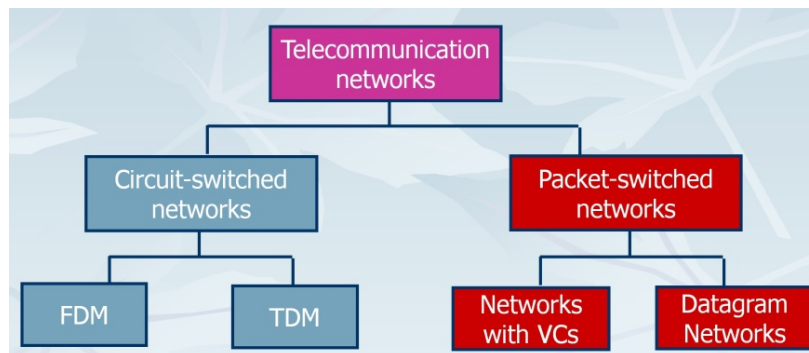 Telecommunication
networks
Circuit-switched
networks
Packet-switched
networks
FDM
TDM
Networks
with VCs
Datagram
Networks